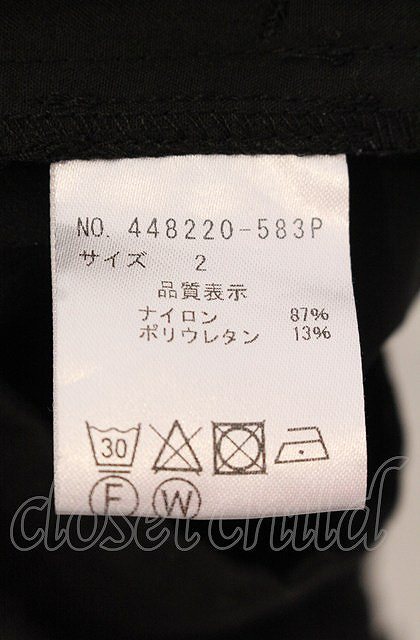 NO. 448220-583P
サイズ 2
品質表示
ナイロン 87%
ポリウレタン 13%
30
F W
closet child